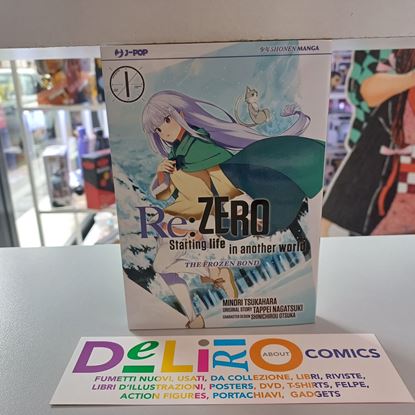 J-POP
少年 SHONEN MANGA
1
Re:ZERO
Starting life in another world
THE FROZEN BOND
MINORI TSUKAHARA
ORIGINAL STORY TAPPEI NAGATSUKI
CHARACTER DESIGN SHINICHIROU OTSUKA
DeLiRiO ABOUT COMICS
FUMETTI NUOVI, USATI, DA COLLEZIONE, LIBRI, RIVISTE,
LIBRI D'ILLUSTRAZIONI, POSTERS, DVD, T-SHIRTS, FELPE,
ACTION FIGURES, PORTACHIAVI, GADGETS